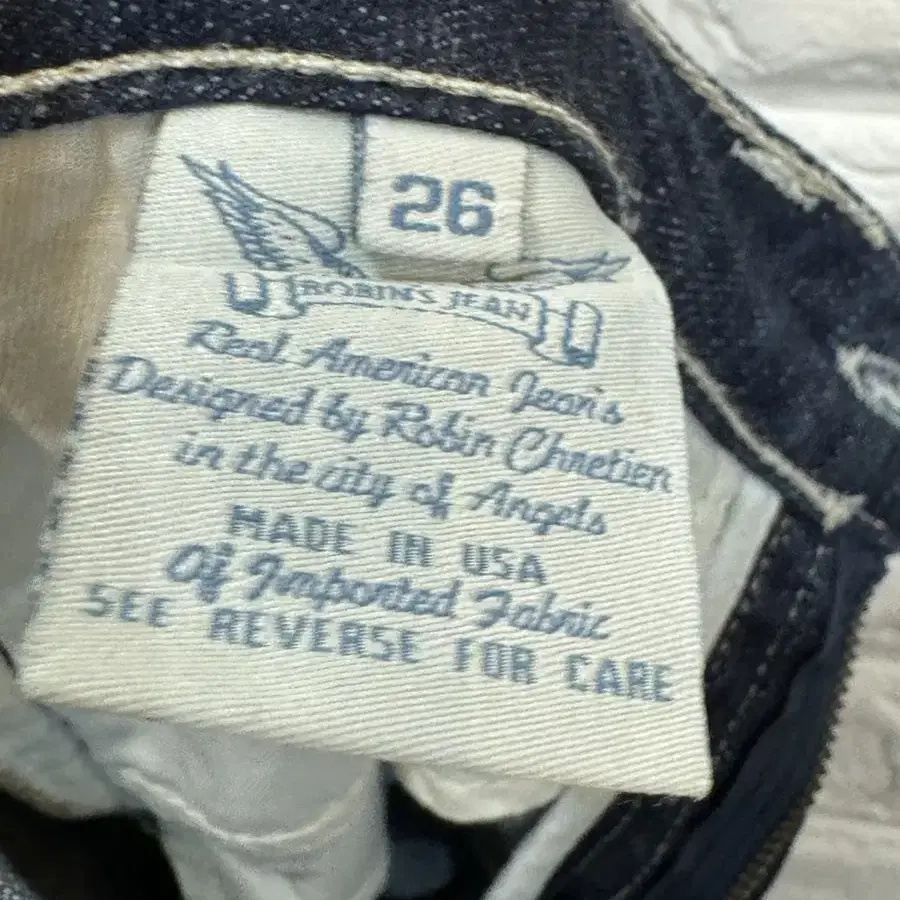 26
ROBIN'S JEAN
Real American Jean's
Designed by Robin Chretien
in the city of Angels
MADE IN USA
Of Imported Fabric
SEE REVERSE FOR CARE